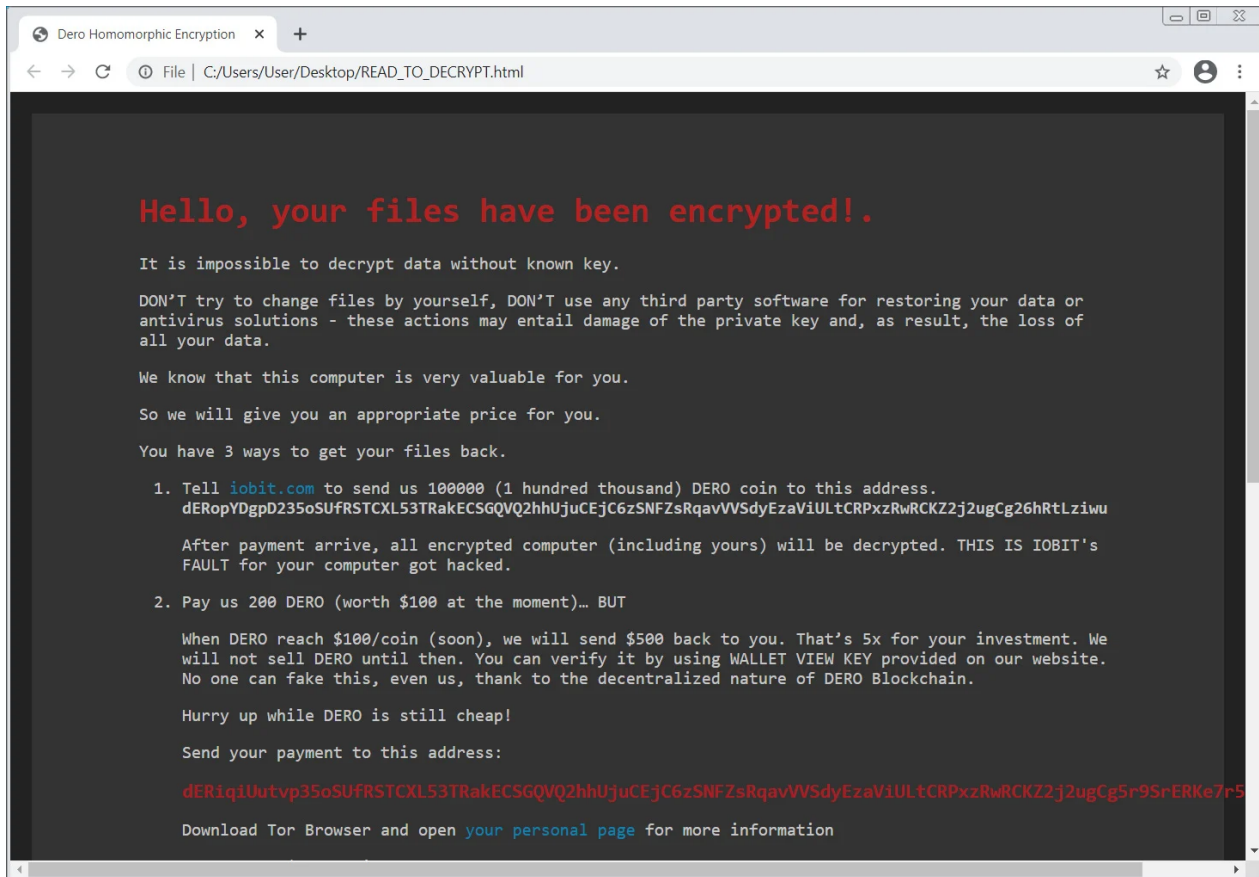 Dero Homomorphic Encryption
File | C:/Users/User/Desktop/READ_TO_DECRYPT.html
Hello, your files have been encrypted!.
It is impossible to decrypt data without known key.
DON’T try to change files by yourself, DON’T use any third party software for restoring your data or
antivirus solutions - these actions may entail damage of the private key and, as result, the loss of
all your data.
We know that this computer is very valuable for you.
So we will give you an appropriate price for you.
You have 3 ways to get your files back.
1. Tell iobit.com to send us 100000 (1 hundred thousand) DERO coin to this address.
dERopYDgpD235oSUfRSTCXL53TRakECSGQVQ2hhUjuCEjC6zSNFZsRqavVVSdyEzaViULtCRPxzRwRCKZ2j2ugCg26hRtLziwu
After payment arrive, all encrypted computer (including yours) will be decrypted. THIS IS IOBIT's
FAULT for your computer got hacked.
2. Pay us 200 DERO (worth $100 at the moment)… BUT
When DERO reach $100/coin (soon), we will send $500 back to you. That’s 5x for your investment. We
will not sell DERO until then. You can verify it by using WALLET VIEW KEY provided on our website.
No one can fake this, even us, thank to the decentralized nature of DERO Blockchain.
Hurry up while DERO is still cheap!
Send your payment to this address:
dERiqiUutvp35oSUfRSTCXL53TRakECSGQVQ2hhUjuCEjC6zSNFZsRqavVVSdyEzaViULtCRPxzRwRCKZ2j2ugCg5r9SrERKe7r5
Download Tor Browser and open your personal page for more information